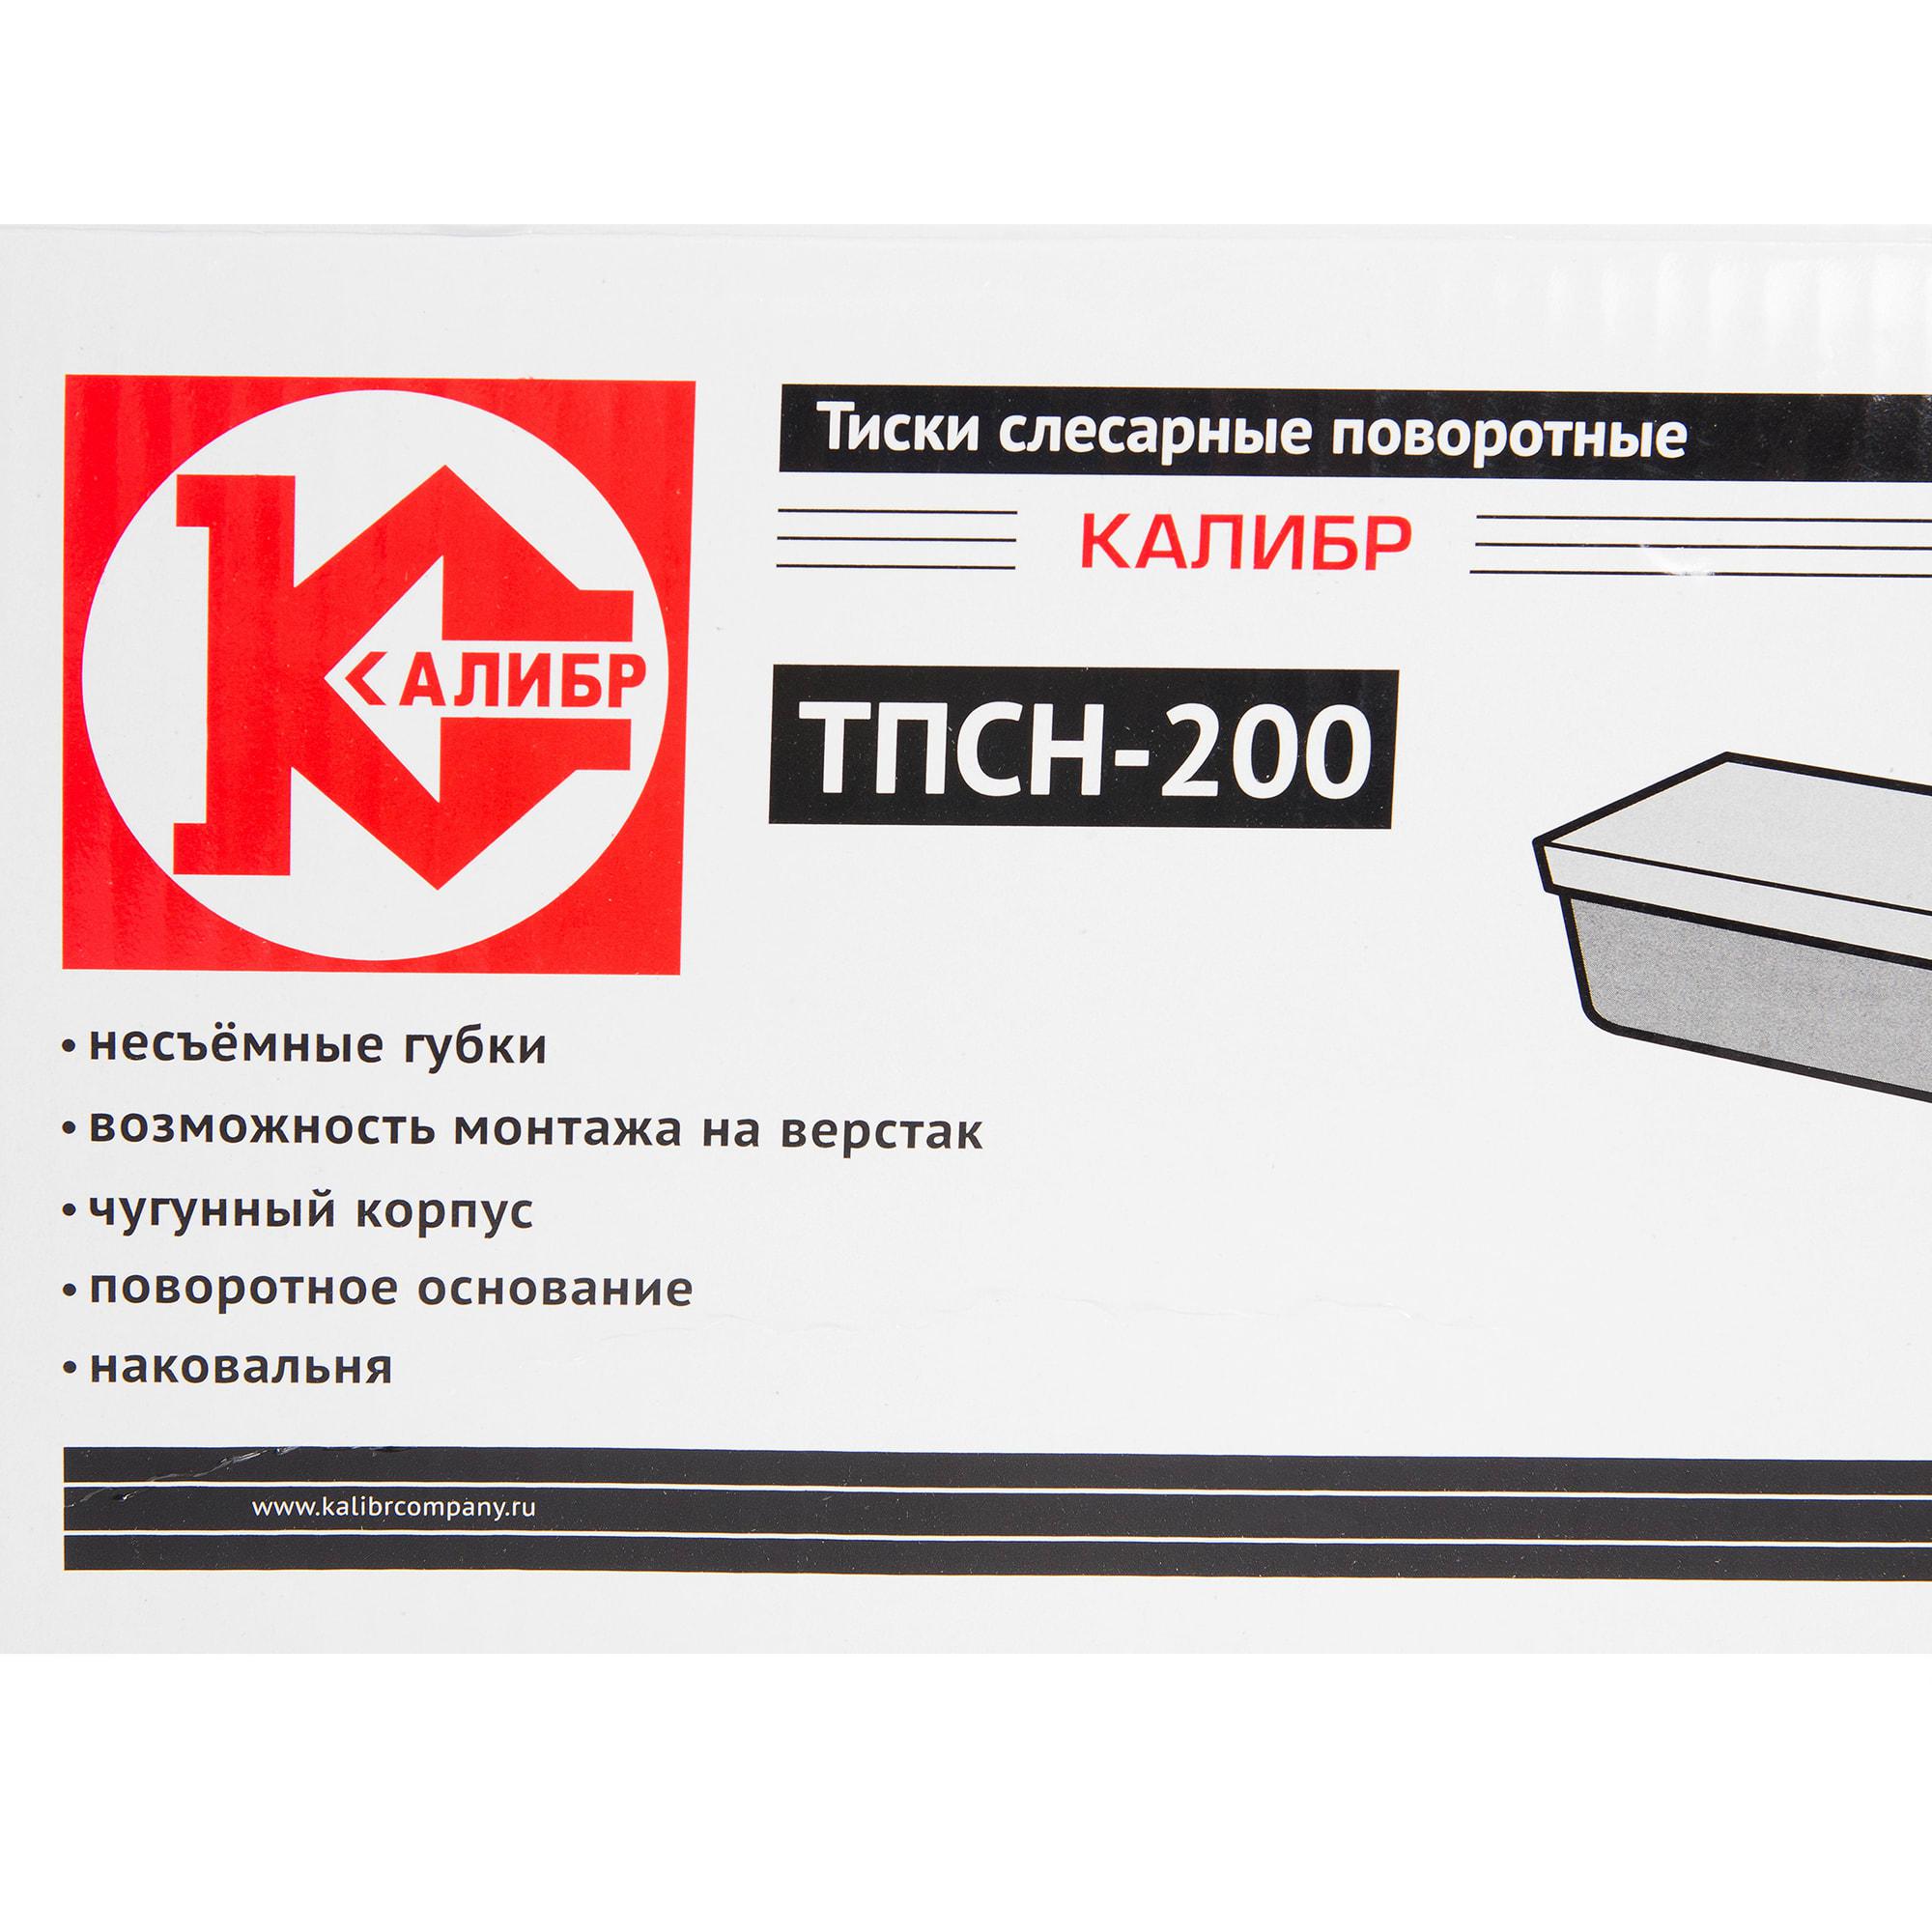 КАЛИБР
Тиски слесарные поворотные
КАЛИБР
ТПСН-200
• несъёмные губки
• возможность монтажа на верстак
• чугунный корпус
• поворотное основание
• наковальня
www.kalibrcompany.ru